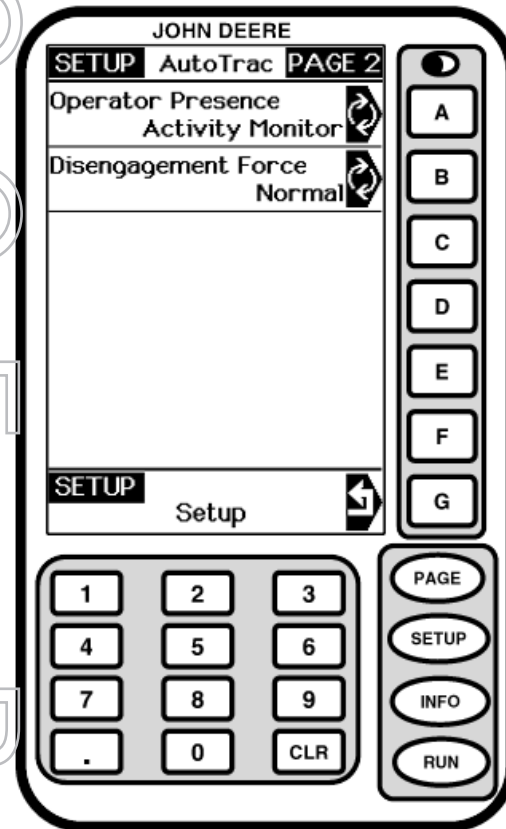 JOHN DEERE
SETUP AutoTrac PAGE 2
Operator Presence
Activity Monitor
Disengagement Force
Normal
SETUP
Setup
A
B
C
D
E
F
G
1 2 3
4 5 6
7 8 9
. 0 CLR
PAGE
SETUP
INFO
RUN